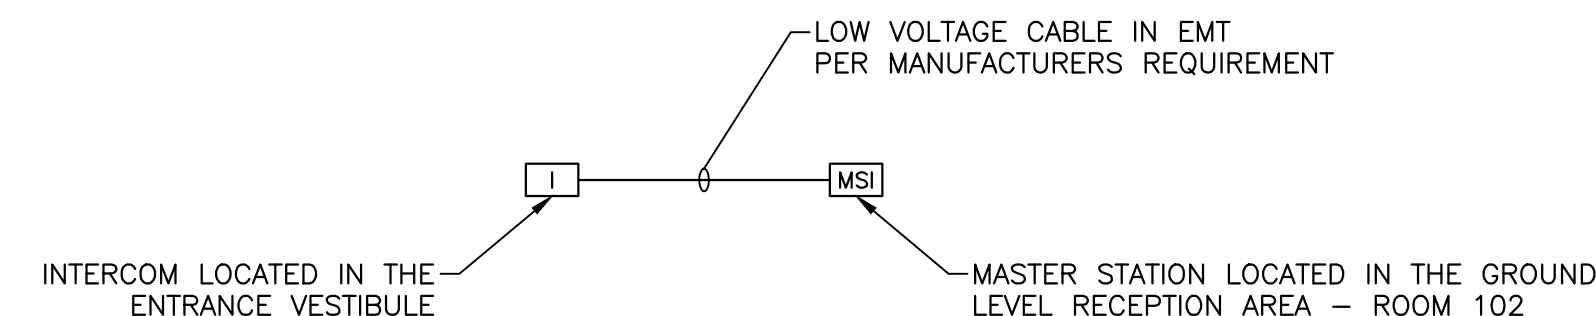 LOW VOLTAGE CABLE IN EMT
PER MANUFACTURERS REQUIREMENT
I
MSI
INTERCOM LOCATED IN THE
ENTRANCE VESTIBULE
MASTER STATION LOCATED IN THE GROUND
LEVEL RECEPTION AREA – ROOM 102